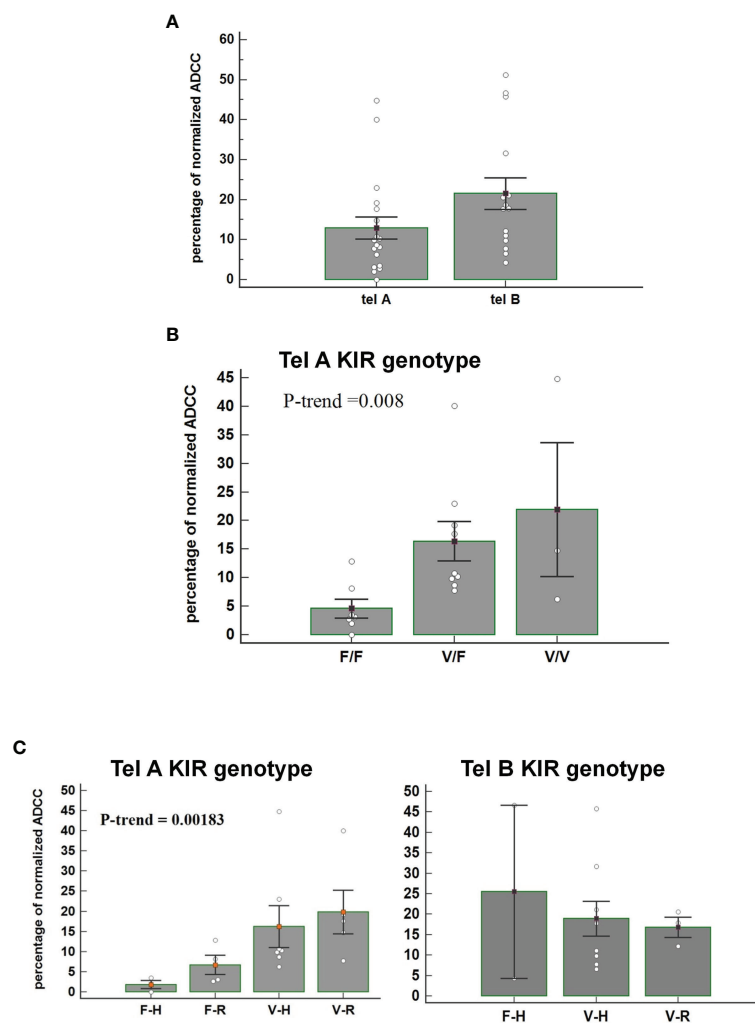 A
percentage of normalized ADCC
60
50
40
30
20
10
0
tel A tel B
B
Tel A KIR genotype
P-trend =0.008
percentage of normalized ADCC
45
40
35
30
25
20
15
10
5
0
F/F V/F V/V
C
Tel A KIR genotype
P-trend = 0.00183
percentage of normalized ADCC
50
45
40
35
30
25
20
15
10
5
0
F-H F-R V-H V-R
Tel B KIR genotype
50
45
40
35
30
25
20
15
10
5
0
F-H V-H V-R